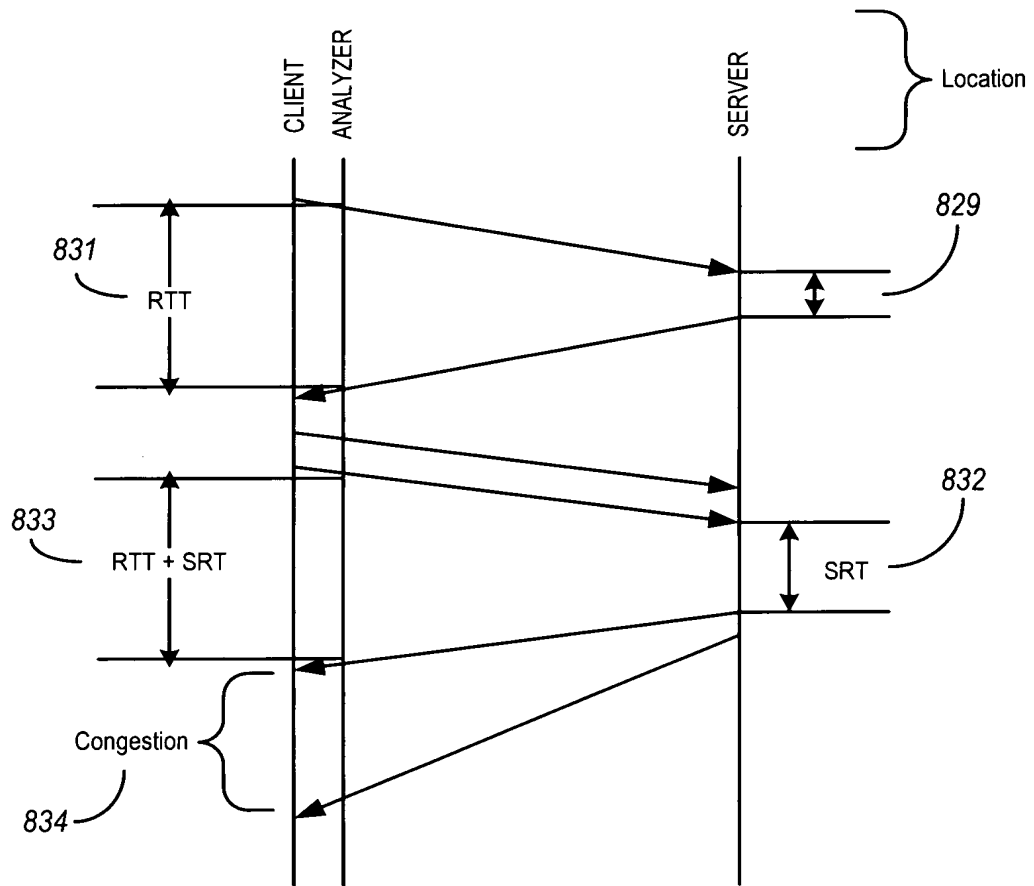 CLIENT
ANALYZER
SERVER
Location
829
831
RTT
832
833
RTT + SRT
SRT
Congestion
834